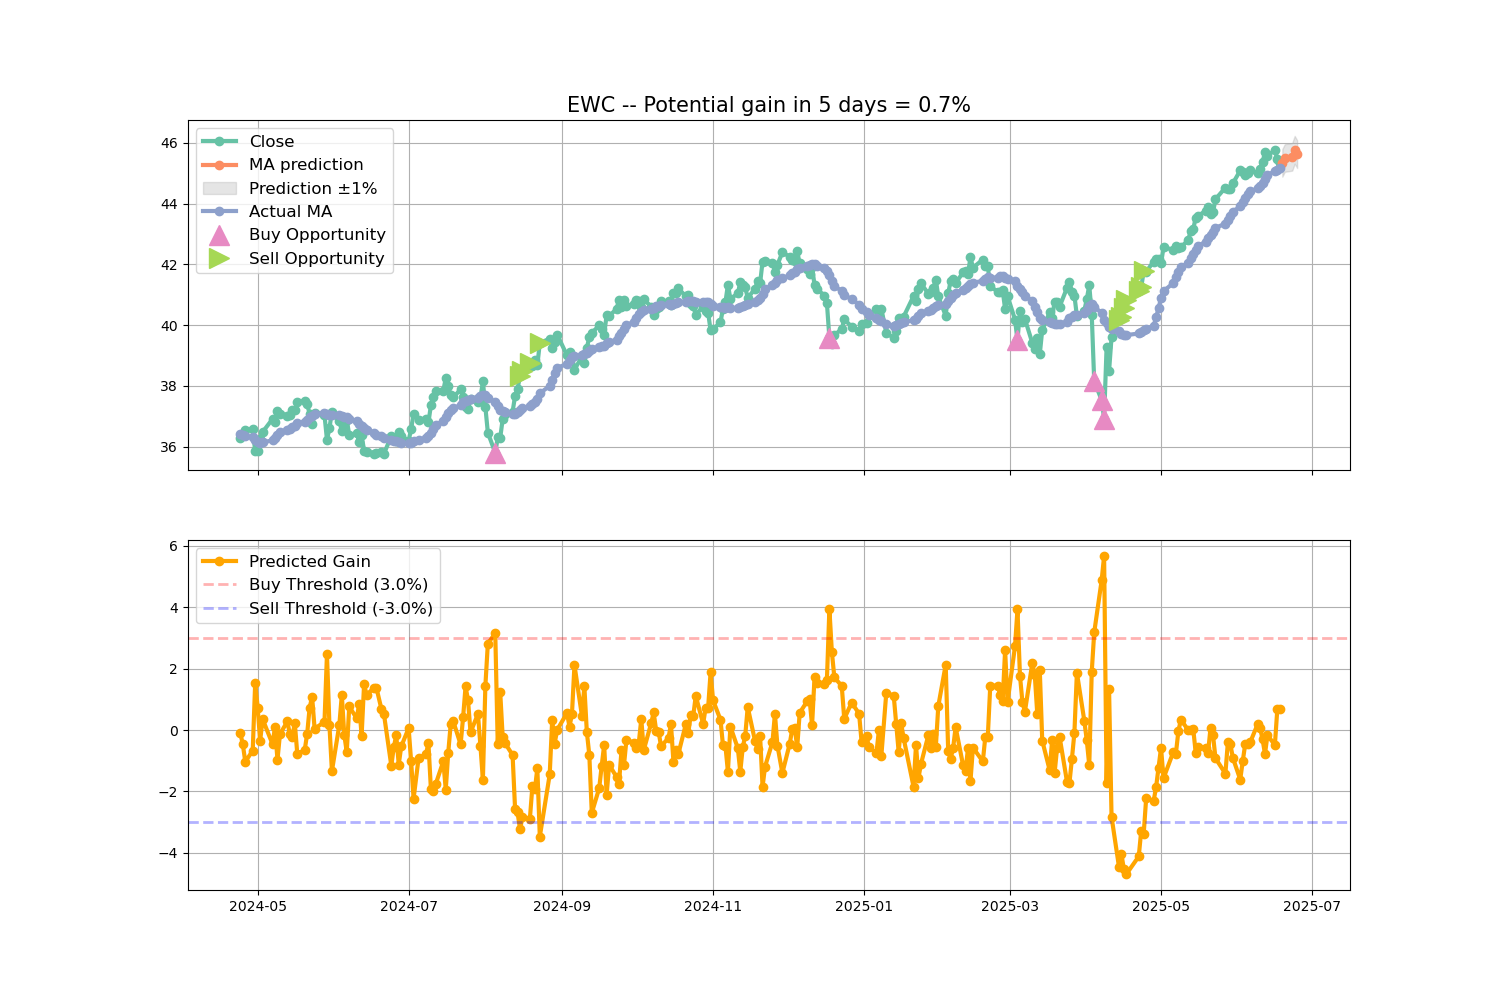 EWC -- Potential gain in 5 days = 0.7%
46
44
42
40
38
36
Close
MA prediction
Prediction ±1%
Actual MA
Buy Opportunity
Sell Opportunity
6
4
2
0
−2
−4
Predicted Gain
Buy Threshold (3.0%)
Sell Threshold (-3.0%)
2024-05
2024-07
2024-09
2024-11
2025-01
2025-03
2025-05
2025-07